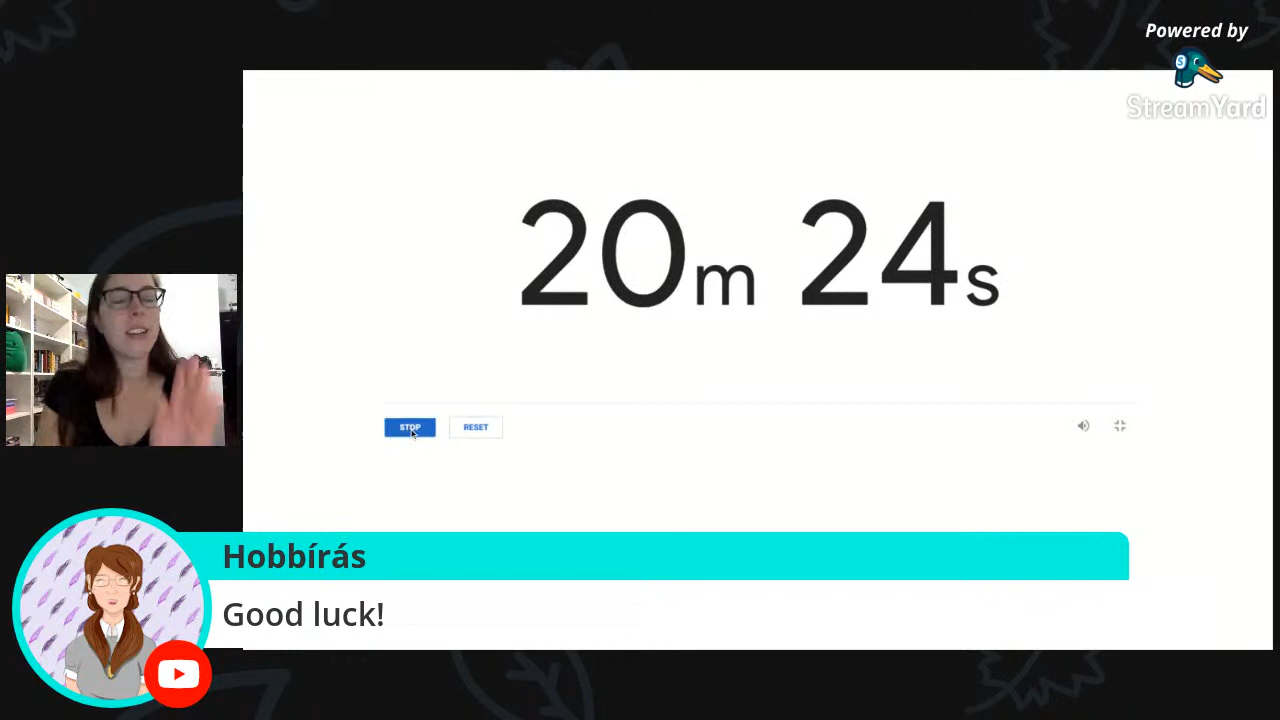 Powered by
StreamYard
20m 24s
STOP RESET
Hobbírás
Good luck!